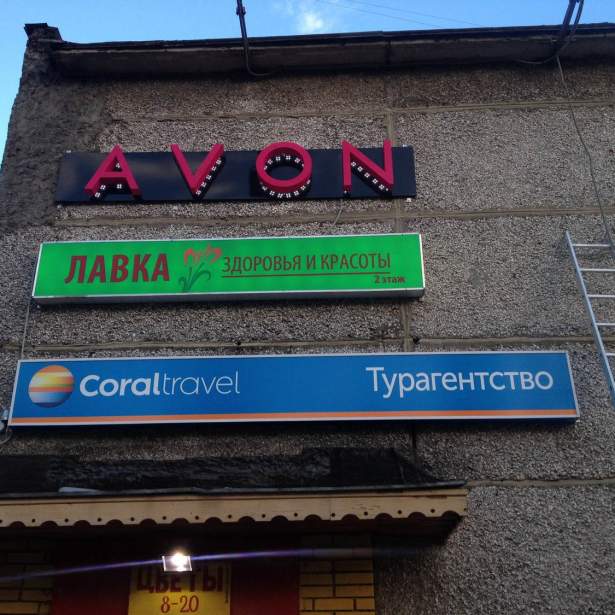 AVON
ЛАВКА ЗДОРОВЬЯ И КРАСОТЫ
2 этаж
Coraltravel Турагентство
ЦВЕТЫ
8-20